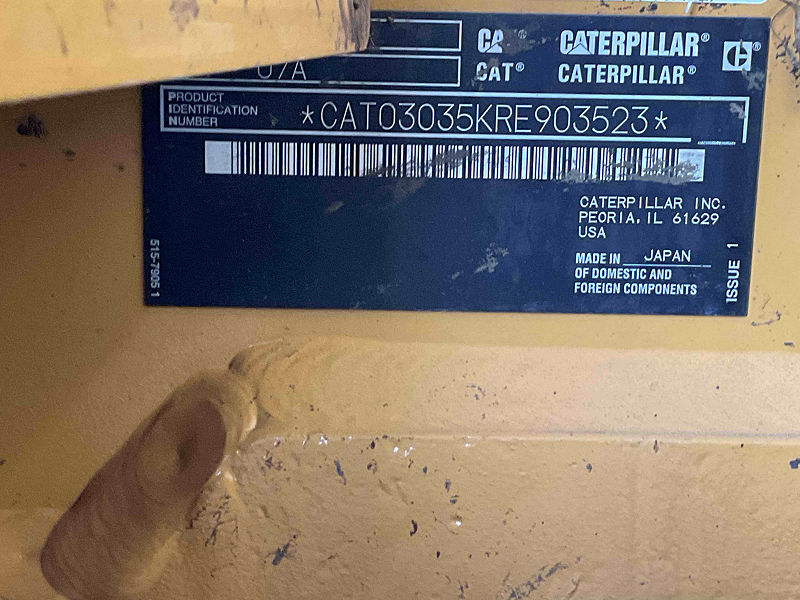 CAT® CATERPILLAR®
07A CAT® CATERPILLAR®
PRODUCT
IDENTIFICATION
NUMBER
*CAT03035KRE903523*
CATERPILLAR INC.
PEORIA, IL 61629
USA
MADE IN JAPAN
OF DOMESTIC AND
FOREIGN COMPONENTS
515-7905 1
ISSUE 1